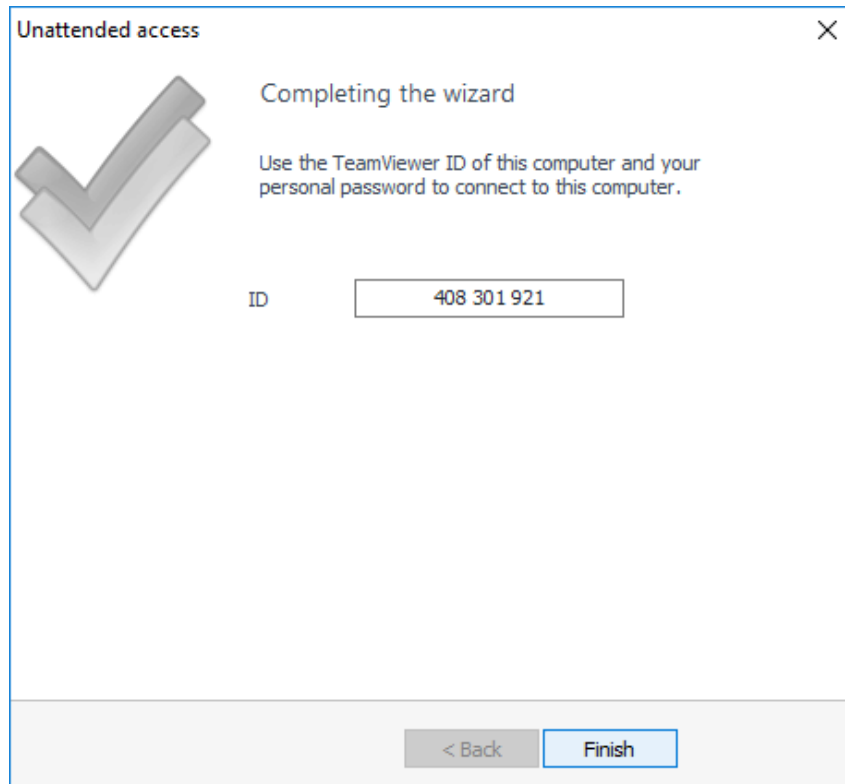 Unattended access
Completing the wizard
Use the TeamViewer ID of this computer and your
personal password to connect to this computer.
ID 408 301 921
< Back Finish